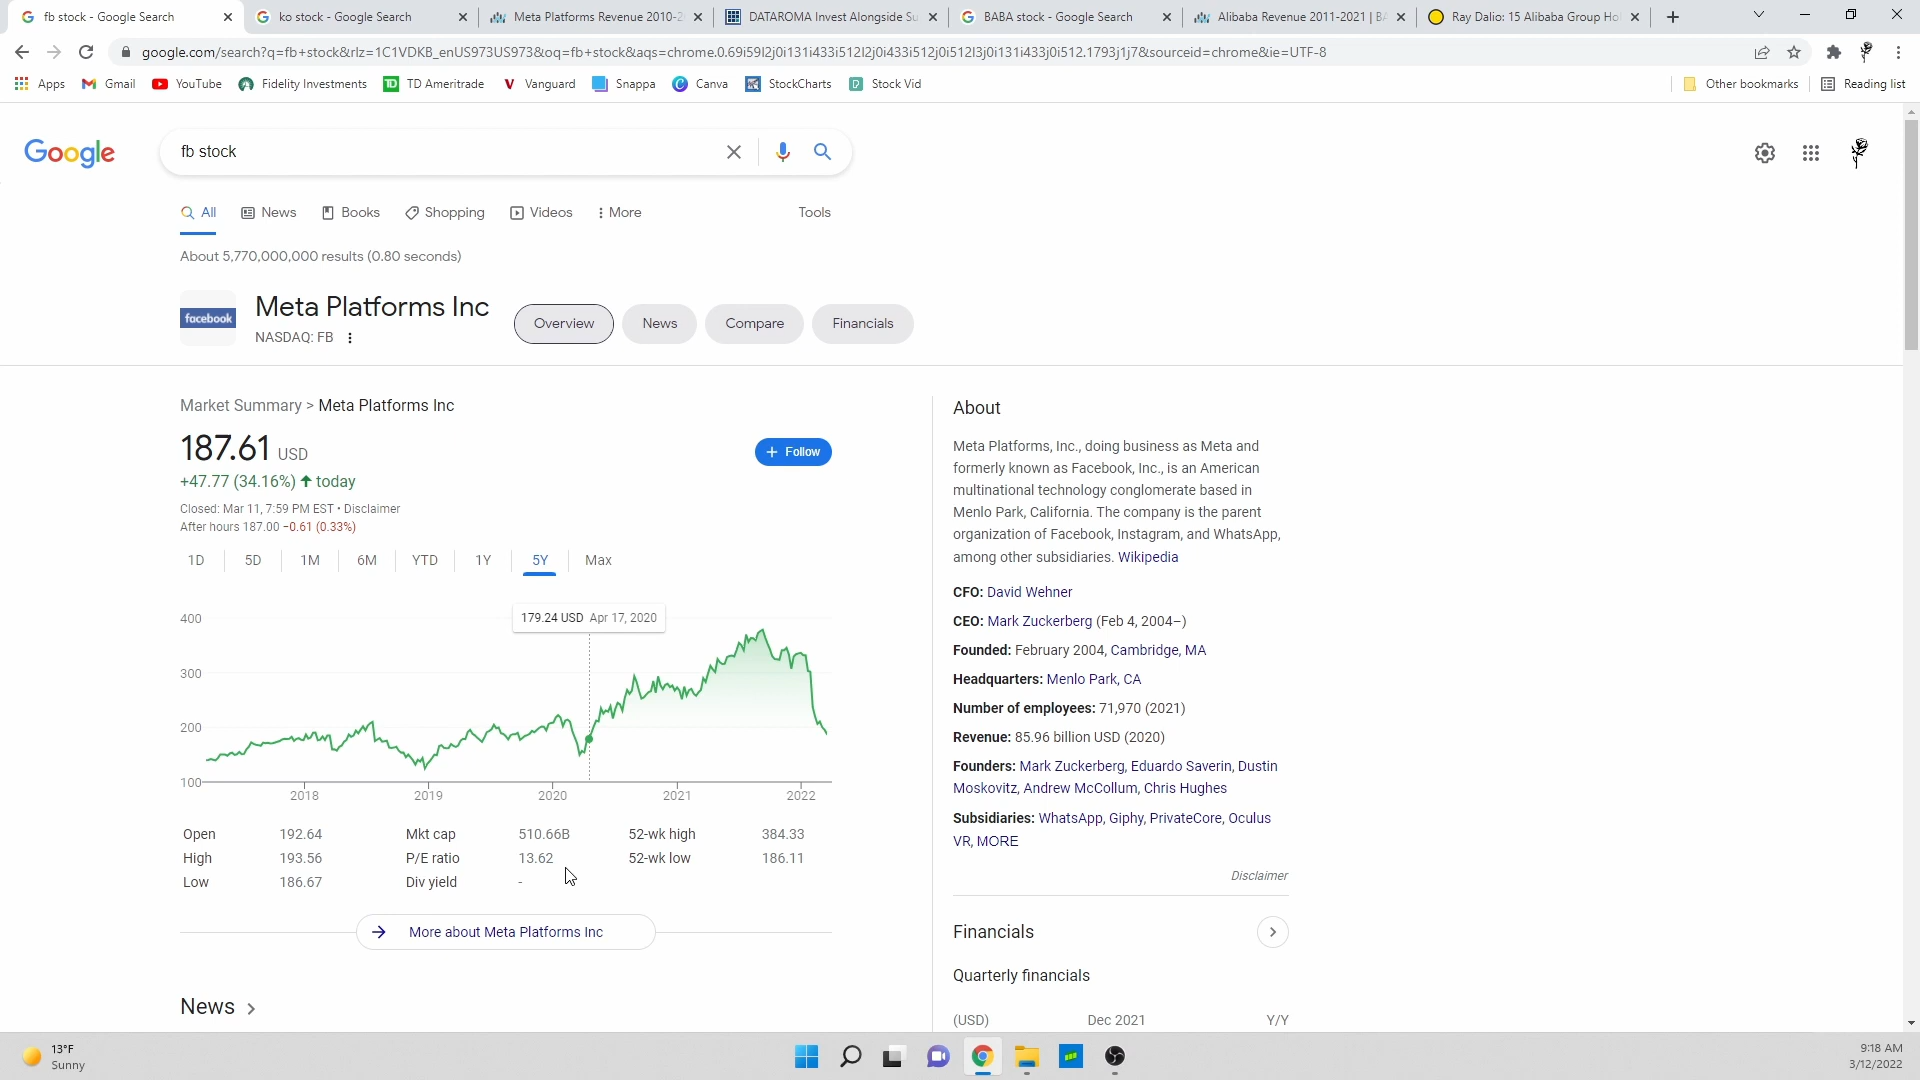 fb stock - Google Search
ko stock - Google Search
Meta Platforms Revenue 2010-2
DATAROMA Invest Alongside Su
BABA stock - Google Search
Alibaba Revenue 2011-2021 | BA
Ray Dalio: 15 Alibaba Group Hol
google.com/search?q=fb+stock&rlz=1C1VDKB_enUS973US973&oq=fb+stock&aqs=chrome.0.69i59l2j0i131i433i512l2j0i433i512j0i512l3j0i131i433j0i512.1793j1j7&sourceid=chrome&ie=UTF-8
Apps
Gmail
YouTube
Fidelity Investments
TD Ameritrade
Vanguard
Snappa
Canva
StockCharts
Stock Vid
Other bookmarks
Reading list
Google
fb stock
All
News
Books
Shopping
Videos
More
Tools
About 5,770,000,000 results (0.80 seconds)
facebook
Meta Platforms Inc
NASDAQ: FB
Overview
News
Compare
Financials
Market Summary > Meta Platforms Inc
187.61 USD
+ Follow
+47.77 (34.16%) today
Closed: Mar 11, 7:59 PM EST • Disclaimer
After hours 187.00 −0.61 (0.33%)
1D
5D
1M
6M
YTD
1Y
5Y
Max
179.24 USD Apr 17, 2020
400
300
200
100
2018
2019
2020
2021
2022
Open 192.64
Mkt cap 510.66B
52-wk high 384.33
High 193.56
P/E ratio 13.62
52-wk low 186.11
Low 186.67
Div yield -
More about Meta Platforms Inc
News >
About
Meta Platforms, Inc., doing business as Meta and
formerly known as Facebook, Inc., is an American
multinational technology conglomerate based in
Menlo Park, California. The company is the parent
organization of Facebook, Instagram, and WhatsApp,
among other subsidiaries. Wikipedia
CFO: David Wehner
CEO: Mark Zuckerberg (Feb 4, 2004–)
Founded: February 2004, Cambridge, MA
Headquarters: Menlo Park, CA
Number of employees: 71,970 (2021)
Revenue: 85.96 billion USD (2020)
Founders: Mark Zuckerberg, Eduardo Saverin, Dustin
Moskovitz, Andrew McCollum, Chris Hughes
Subsidiaries: WhatsApp, Giphy, PrivateCore, Oculus
VR, MORE
Disclaimer
Financials
Quarterly financials
(USD)
Dec 2021
Y/Y
13°F
Sunny
9:18 AM
3/12/2022